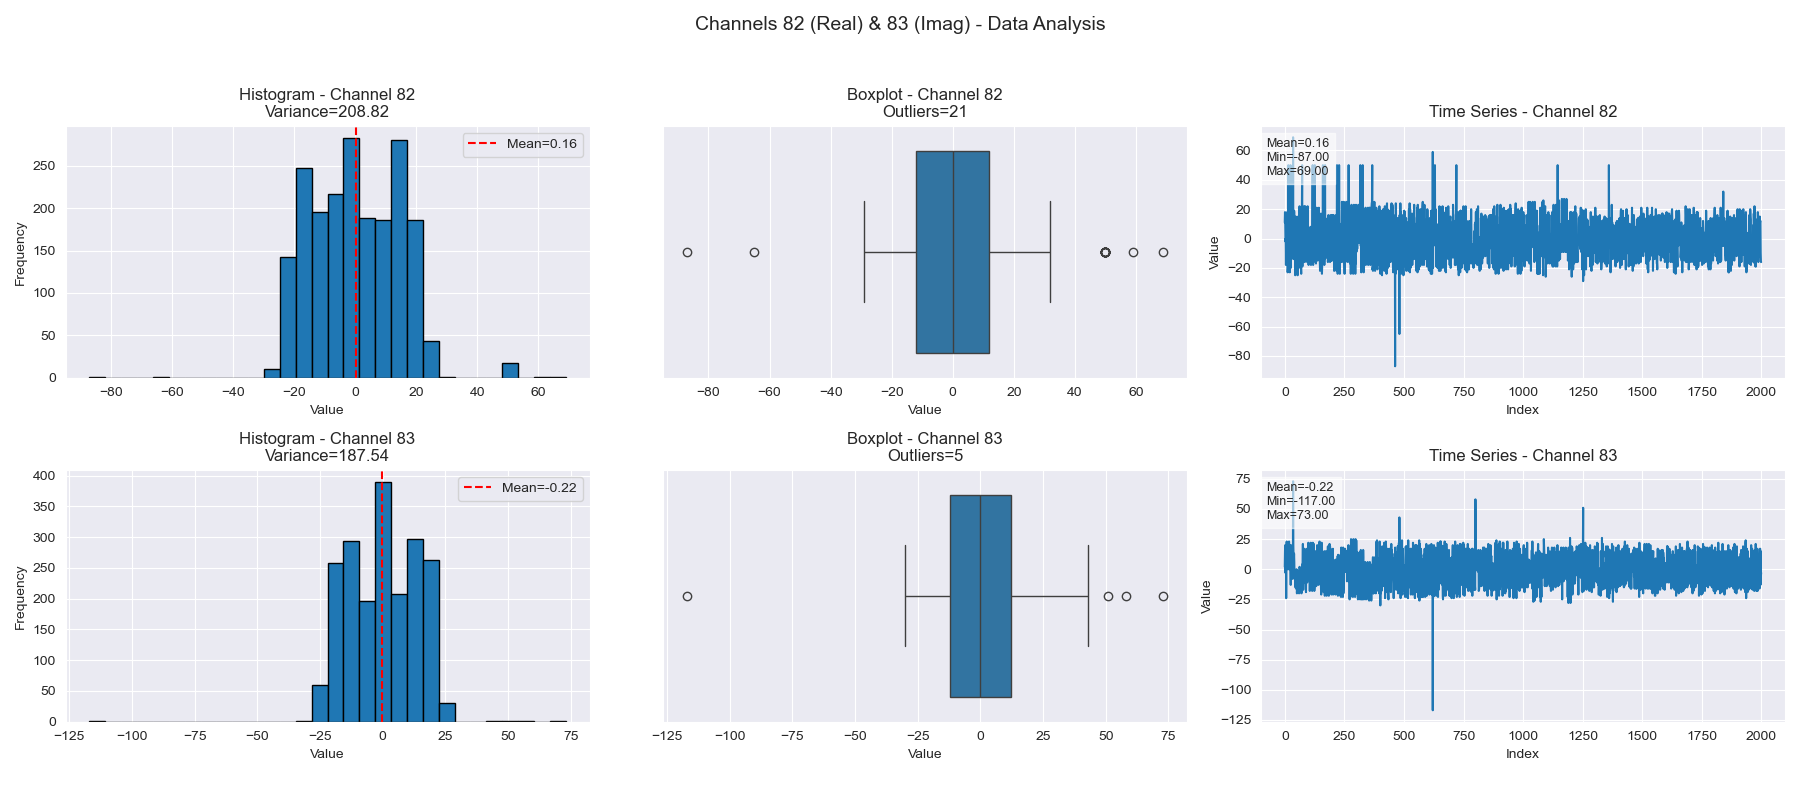 Channels 82 (Real) & 83 (Imag) - Data Analysis
Histogram - Channel 82
Variance=208.82
Mean=0.16
Frequency
250
200
150
100
50
0
−80 −60 −40 −20 0 20 40 60
Value
Boxplot - Channel 82
Outliers=21
−80 −60 −40 −20 0 20 40 60
Value
Time Series - Channel 82
Mean=0.16
Min=-87.00
Max=69.00
Value
60
40
20
0
−20
−40
−60
−80
0 250 500 750 1000 1250 1500 1750 2000
Index
Histogram - Channel 83
Variance=187.54
Mean=-0.22
Frequency
400
350
300
250
200
150
100
50
0
−125 −100 −75 −50 −25 0 25 50 75
Value
Boxplot - Channel 83
Outliers=5
−125 −100 −75 −50 −25 0 25 50 75
Value
Time Series - Channel 83
Mean=-0.22
Min=-117.00
Max=73.00
Value
75
50
25
0
−25
−50
−75
−100
−125
0 250 500 750 1000 1250 1500 1750 2000
Index